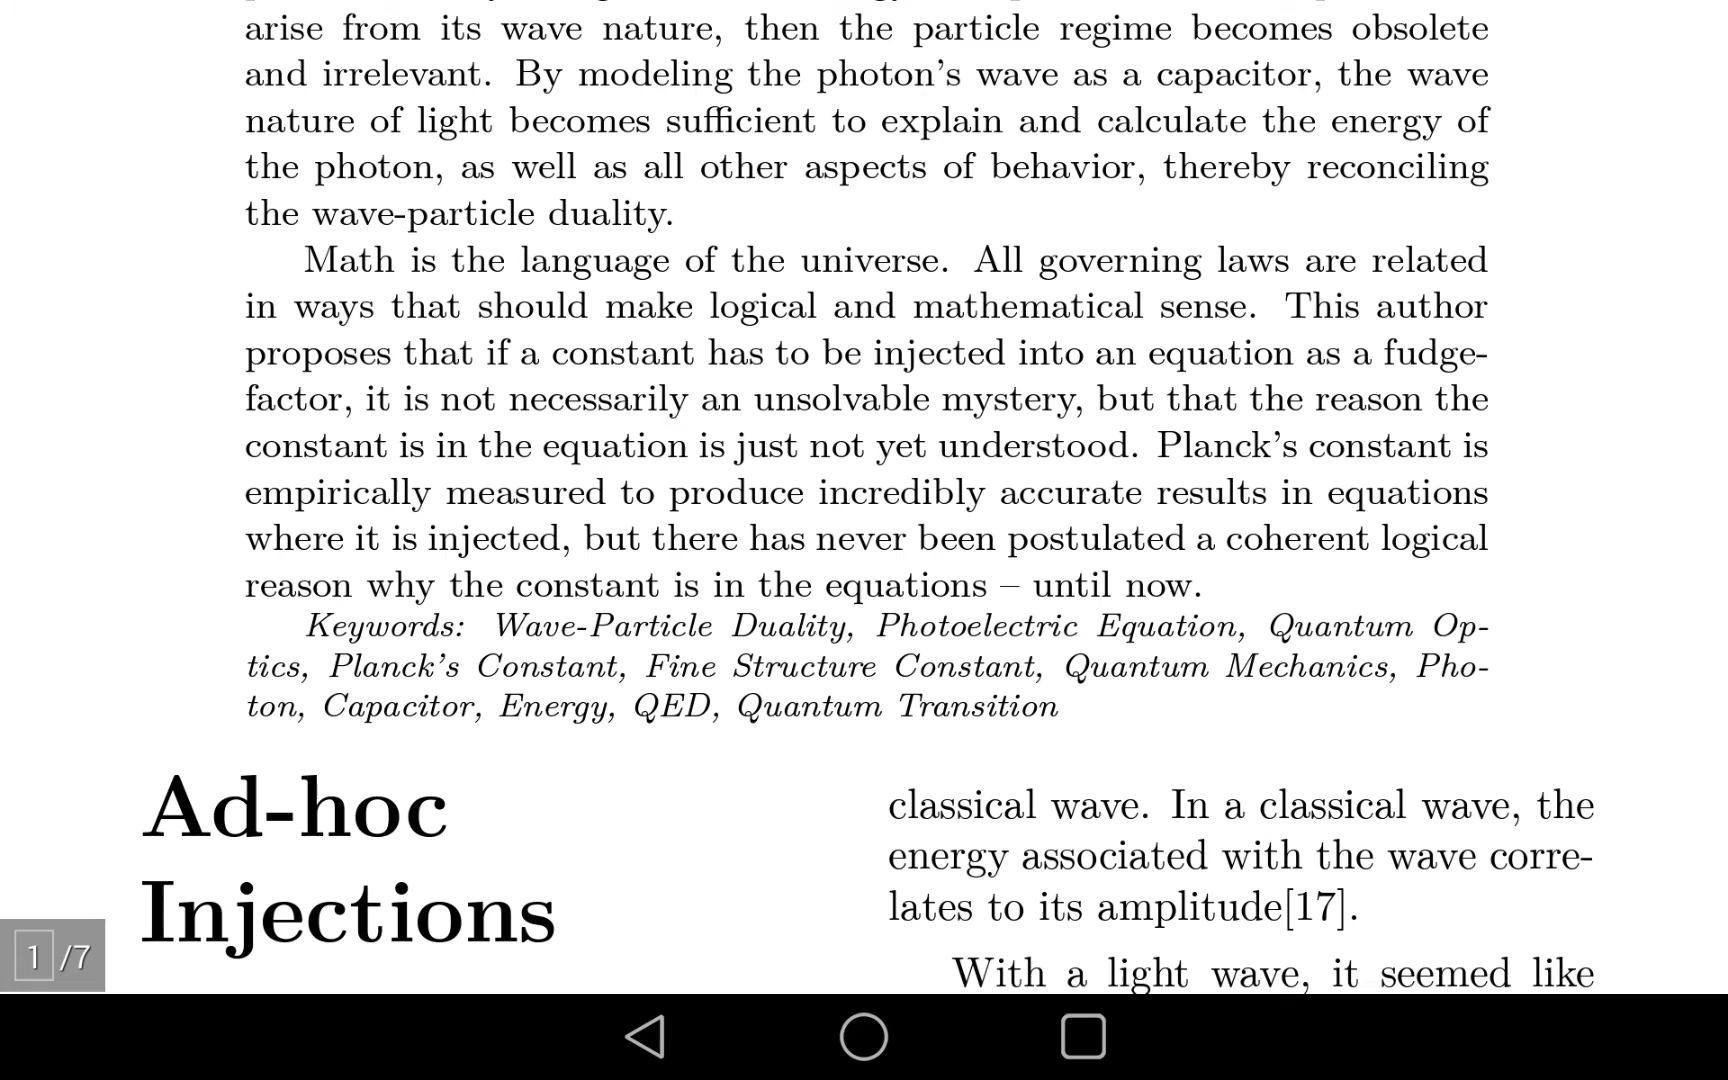 arise from its wave nature, then the particle regime becomes obsolete
and irrelevant. By modeling the photon's wave as a capacitor, the wave
nature of light becomes sufficient to explain and calculate the energy of
the photon, as well as all other aspects of behavior, thereby reconciling
the wave-particle duality.
Math is the language of the universe. All governing laws are related
in ways that should make logical and mathematical sense. This author
proposes that if a constant has to be injected into an equation as a fudge-
factor, it is not necessarily an unsolvable mystery, but that the reason the
constant is in the equation is just not yet understood. Planck's constant is
empirically measured to produce incredibly accurate results in equations
where it is injected, but there has never been postulated a coherent logical
reason why the constant is in the equations – until now.
Keywords: Wave-Particle Duality, Photoelectric Equation, Quantum Op-
tics, Planck's Constant, Fine Structure Constant, Quantum Mechanics, Pho-
ton, Capacitor, Energy, QED, Quantum Transition
Ad-hoc
Injections
classical wave. In a classical wave, the
energy associated with the wave corre-
lates to its amplitude[17].
With a light wave, it seemed like
1/7